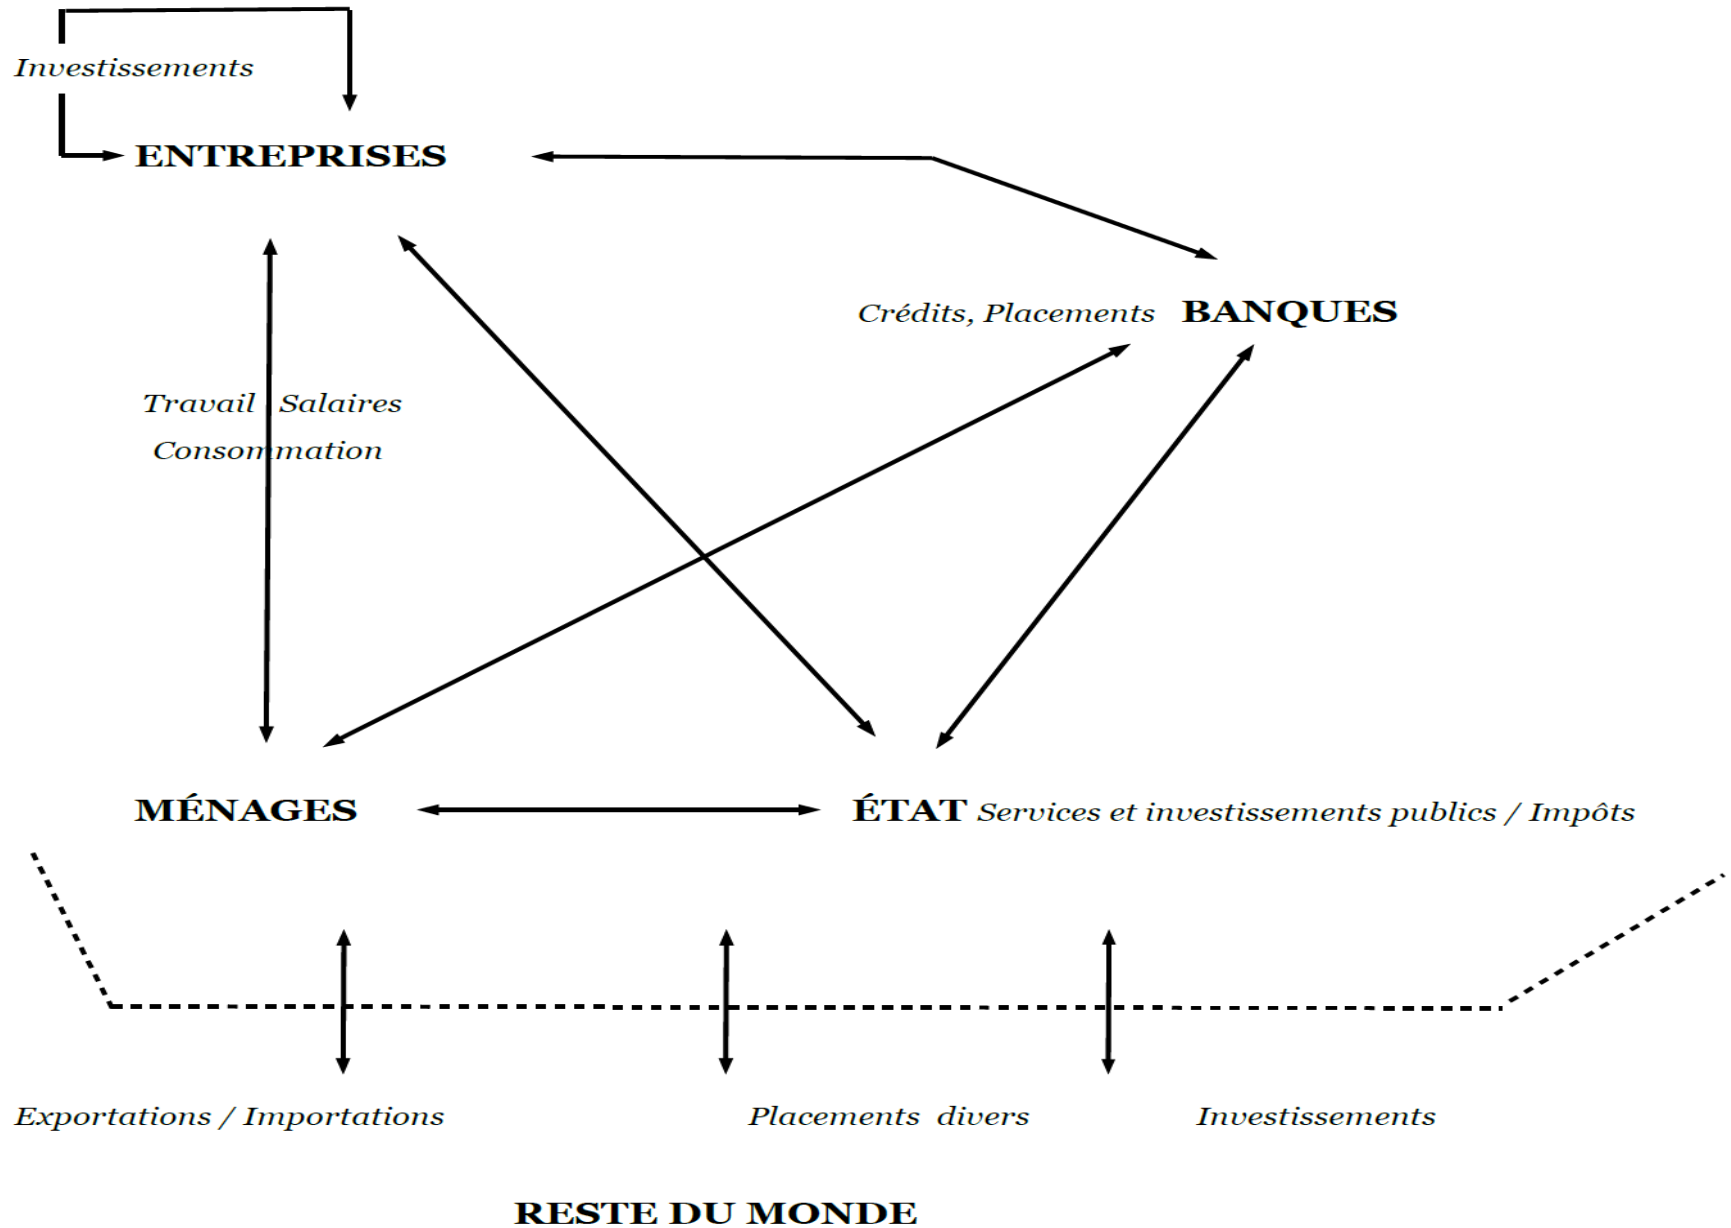 Investissements
ENTREPRISES
Crédits, Placements BANQUES
Travail Salaires
Consommation
MÉNAGES
ÉTAT Services et investissements publics / Impôts
Exportations / Importations
Placements divers
Investissements
RESTE DU MONDE